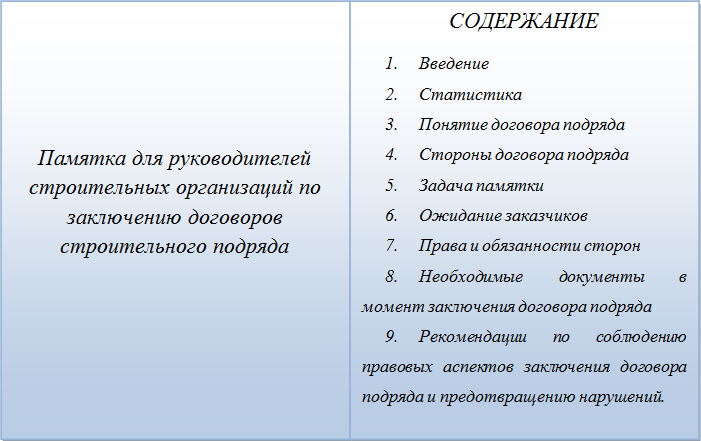 Памятка для руководителей
строительных организаций по
заключению договоров
строительного подряда
СОДЕРЖАНИЕ
1. Введение
2. Статистика
3. Понятие договора подряда
4. Стороны договора подряда
5. Задача памятки
6. Ожидание заказчиков
7. Права и обязанности сторон
8. Необходимые документы в
момент заключения договора подряда
9. Рекомендации по соблюдению
правовых аспектов заключения договора
подряда и предотвращению нарушений.